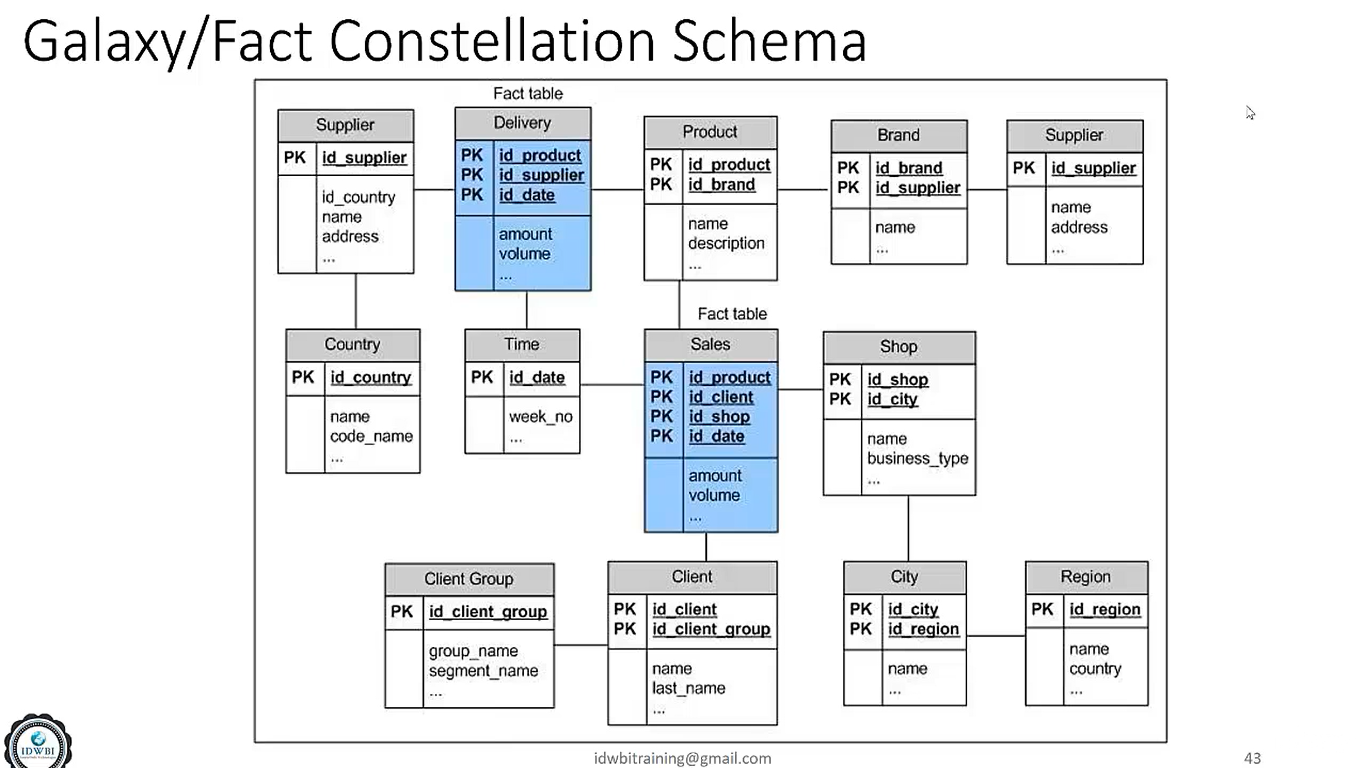 Galaxy/Fact Constellation Schema
Fact table
Supplier
PK id_supplier
id_country
name
address
...
Delivery
PK id_product
PK id_supplier
PK id_date
amount
volume
...
Product
PK id_product
PK id_brand
name
description
...
Brand
PK id_brand
PK id_supplier
name
...
Supplier
PK id_supplier
name
address
...
Fact table
Country
PK id_country
name
code_name
...
Time
PK id_date
week_no
...
Sales
PK id_product
PK id_client
PK id_shop
PK id_date
amount
volume
...
Shop
PK id_shop
PK id_city
name
business_type
...
Client Group
PK id_client_group
group_name
segment_name
...
Client
PK id_client
PK id_client_group
name
last_name
...
City
PK id_city
PK id_region
name
...
Region
PK id_region
name
country
...
IDWBI
idwbitraining@gmail.com
43